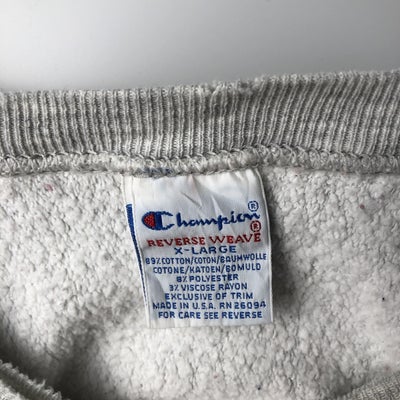 Champion®
REVERSE WEAVE®
X-LARGE
89% COTTON/COTON/BAUMWOLLE
COTONE/KATOEN/BOMULD
8% POLYESTER
3% VISCOSE RAYON
EXCLUSIVE OF TRIM
MADE IN U.S.A. RN 26094
FOR CARE SEE REVERSE